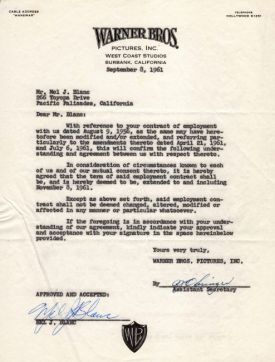 CABLE ADDRESS
"WARNEWAR"
TELEPHONE
HOLLYWOOD 9-1251
WARNER BROS.
PICTURES, INC.
WEST COAST STUDIOS
BURBANK, CALIFORNIA
September 8, 1961
Mr. Mel J. Blanc
266 Toyopa Drive
Pacific Palisades, California
Dear Mr. Blanc:
With reference to your contract of employment
with us dated August 9, 1956, as the same may have here-
tofore been modified and/or extended, and referring par-
ticularly to the amendments thereto dated April 21, 1961,
and July 6, 1961, this will confirm the following under-
standing and agreement between us with respect thereto.
In consideration of circumstances known to each
of us and of our mutual consent thereto, it is hereby
agreed that the term of said employment contract shall
be, and is hereby deemed to be, extended to and including
November 8, 1961.
Except as above set forth, said employment con-
tract shall not be deemed changed, altered, modified or
affected in any manner or particular whatsoever.
If the foregoing is in accordance with your under-
standing of our agreement, kindly indicate your approval
and acceptance with your signature in the space hereinbelow
provided.
Yours very truly,
WARNER BROS. PICTURES, INC.
By
Assistant Secretary
APPROVED AND ACCEPTED:
Mel J Blanc
MEL J. BLANC
WB